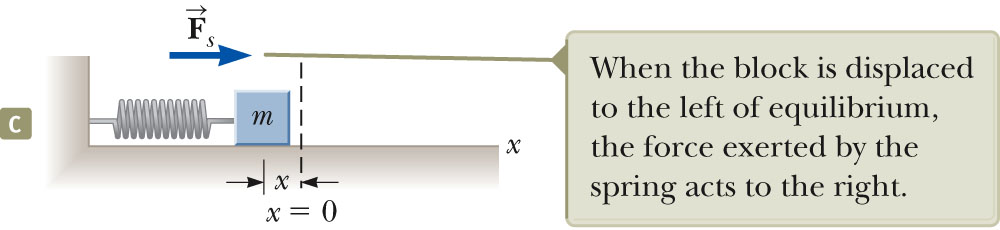 F⃗s
C
m
x
x
x = 0
When the block is displaced
to the left of equilibrium,
the force exerted by the
spring acts to the right.